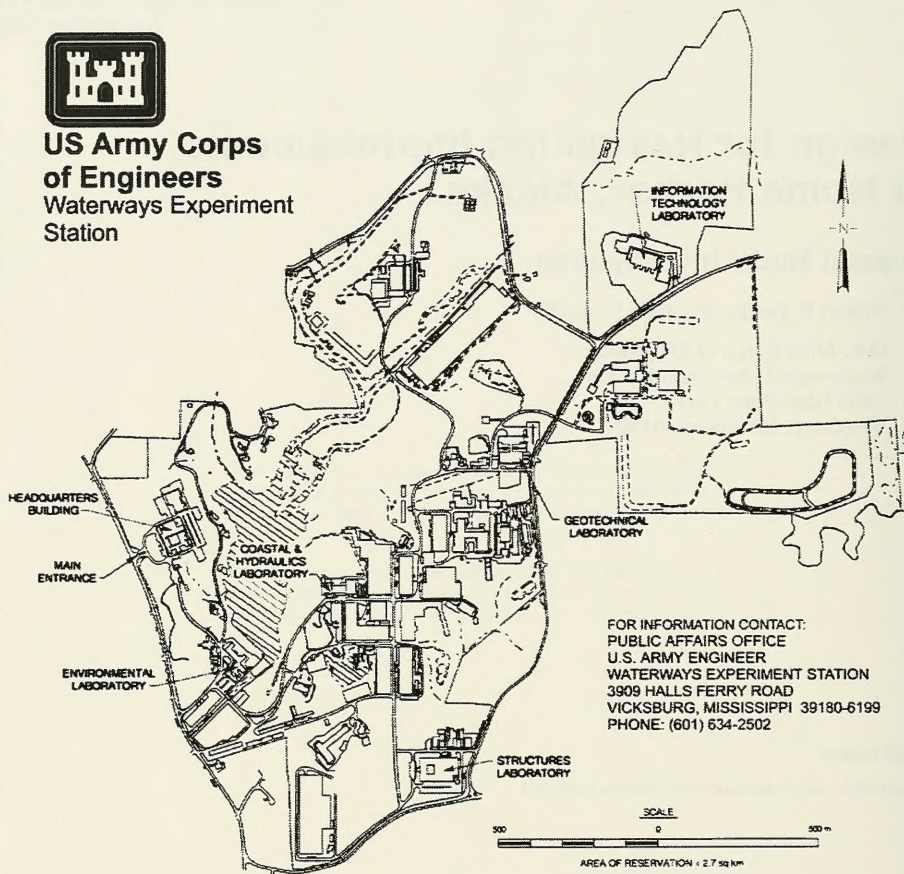 US Army Corps
of Engineers
Waterways Experiment
Station
INFORMATION
TECHNOLOGY
LABORATORY
N
HEADQUARTERS
BUILDING
MAIN
ENTRANCE
COASTAL &
HYDRAULICS
LABORATORY
GEOTECHNICAL
LABORATORY
ENVIRONMENTAL
LABORATORY
STRUCTURES
LABORATORY
FOR INFORMATION CONTACT:
PUBLIC AFFAIRS OFFICE
U.S. ARMY ENGINEER
WATERWAYS EXPERIMENT STATION
3909 HALLS FERRY ROAD
VICKSBURG, MISSISSIPPI 39180-6199
PHONE: (601) 634-2502
SCALE
500 0 500 m
AREA OF RESERVATION 2.7 sq km